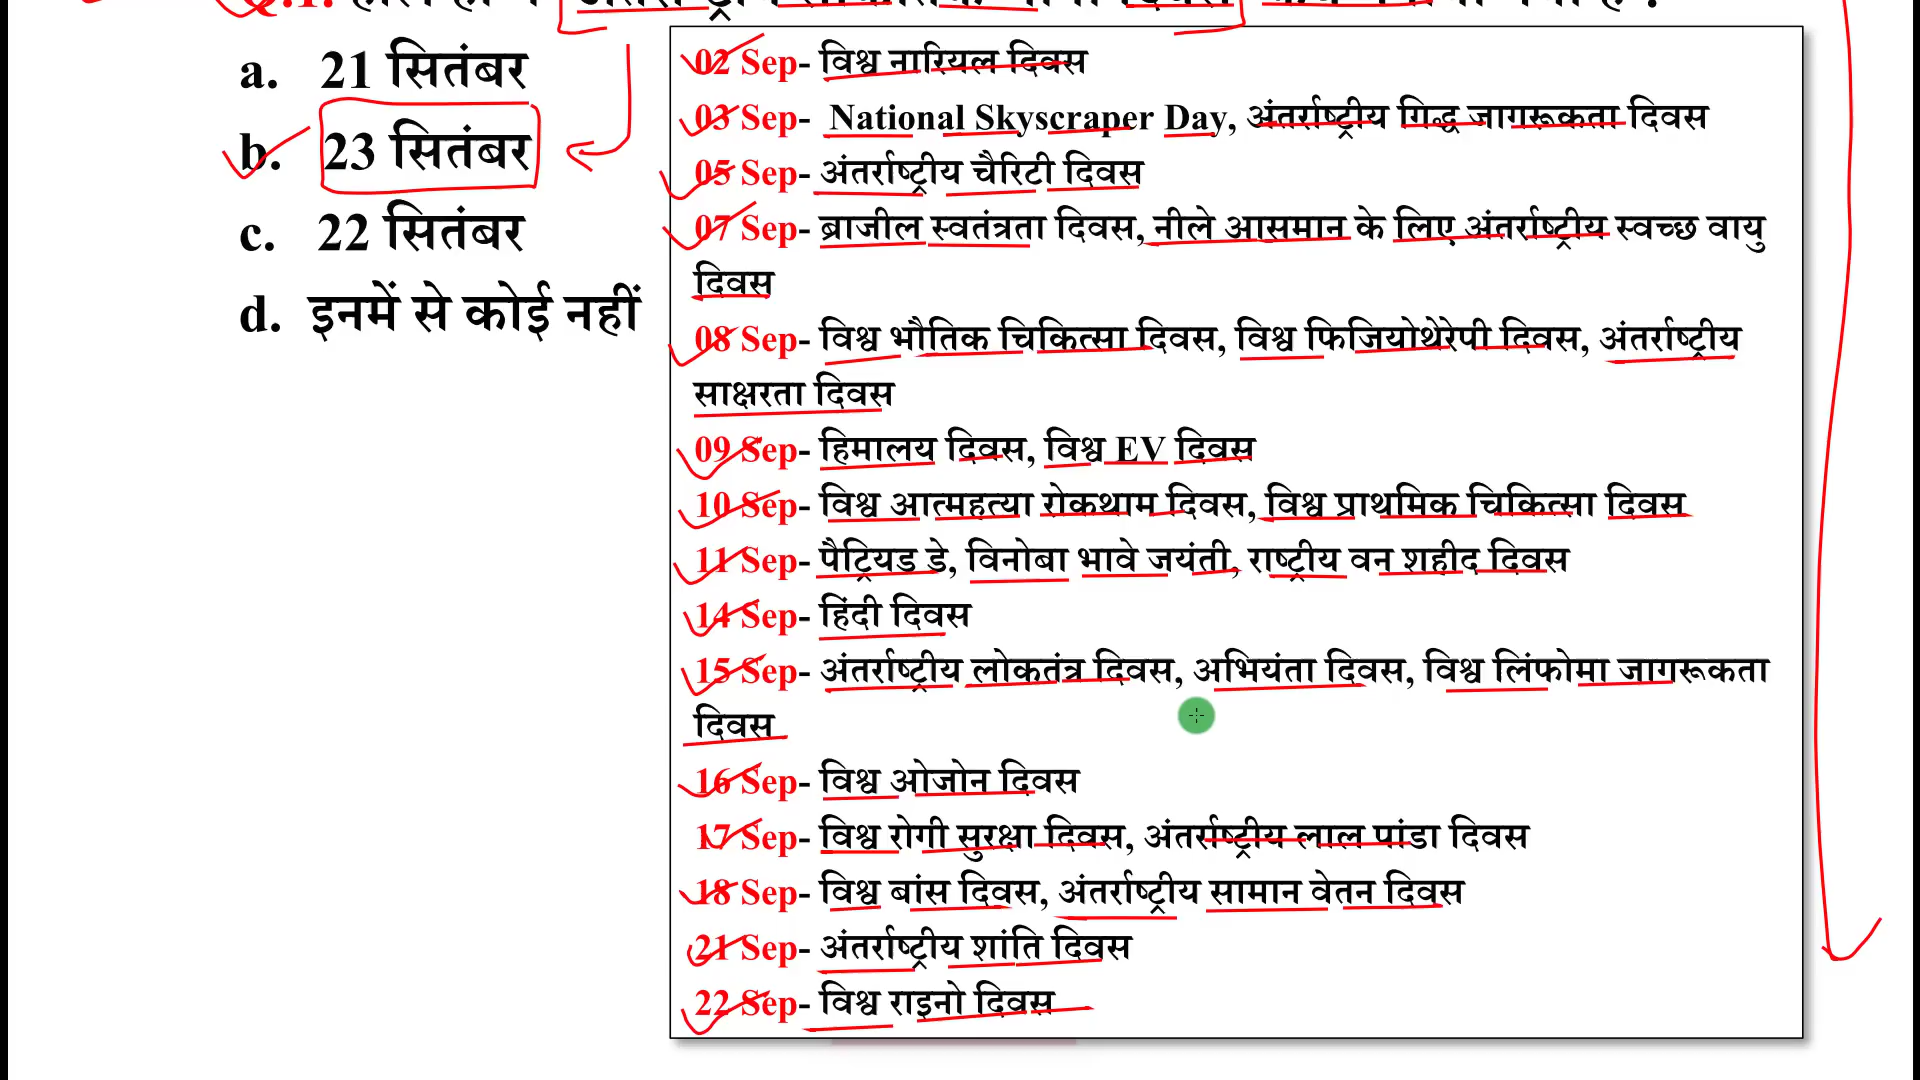 a. 21 सितंबर
b. 23 सितंबर
c. 22 सितंबर
d. इनमें से कोई नहीं
02 Sep- विश्व नारियल दिवस
03 Sep- National Skyscraper Day, अंतर्राष्ट्रीय गिद्ध जागरूकता दिवस
05 Sep- अंतर्राष्ट्रीय चैरिटी दिवस
07 Sep- ब्राजील स्वतंत्रता दिवस, नीले आसमान के लिए अंतर्राष्ट्रीय स्वच्छ वायु
दिवस
08 Sep- विश्व भौतिक चिकित्सा दिवस, विश्व फिजियोथेरेपी दिवस, अंतर्राष्ट्रीय
साक्षरता दिवस
09 Sep- हिमालय दिवस, विश्व EV दिवस
10 Sep- विश्व आत्महत्या रोकथाम दिवस, विश्व प्राथमिक चिकित्सा दिवस
11 Sep- पैट्रियड डे, विनोबा भावे जयंती, राष्ट्रीय वन शहीद दिवस
14 Sep- हिंदी दिवस
15 Sep- अंतर्राष्ट्रीय लोकतंत्र दिवस, अभियंता दिवस, विश्व लिंफोमा जागरूकता
दिवस
16 Sep- विश्व ओजोन दिवस
17 Sep- विश्व रोगी सुरक्षा दिवस, अंतर्राष्ट्रीय लाल पांडा दिवस
18 Sep- विश्व बांस दिवस, अंतर्राष्ट्रीय सामान वेतन दिवस
21 Sep- अंतर्राष्ट्रीय शांति दिवस
22 Sep- विश्व राइनो दिवस